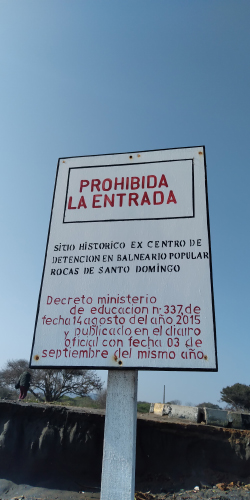 PROHIBIDA
LA ENTRADA
SITIO HISTORICO EX CENTRO DE
DETENCION EN BALNEARIO POPULAR
ROCAS DE SANTO DOMINGO
Decreto ministerio
de educacion n·337,de
fecha 14 agosto del año 2015
y publicado en el diairo
oficial con fecha 03 de
septiembre del mismo año.